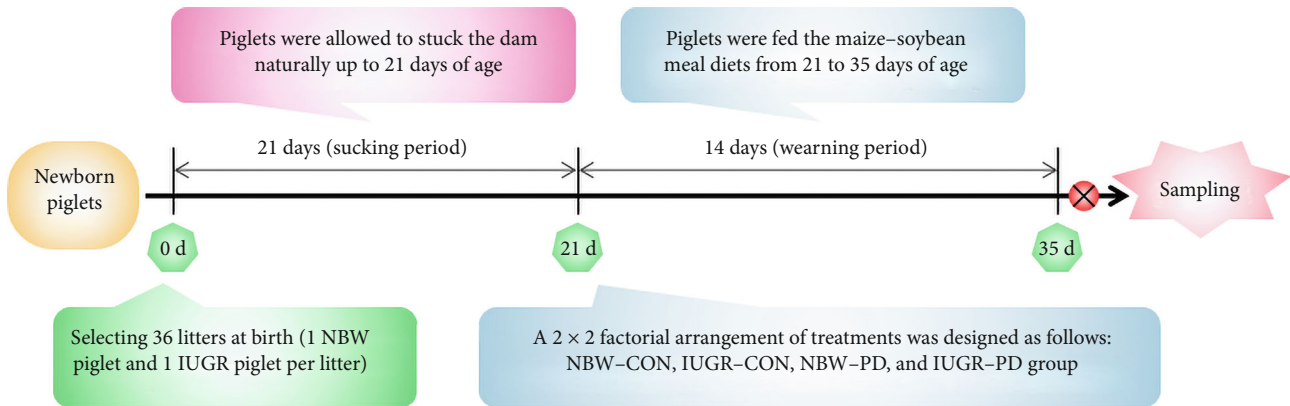 Piglets were allowed to stuck the dam
naturally up to 21 days of age
Piglets were fed the maize–soybean
meal diets from 21 to 35 days of age
21 days (sucking period)
14 days (wearning period)
Newborn
piglets
Sampling
0 d
21 d
35 d
Selecting 36 litters at birth (1 NBW
piglet and 1 IUGR piglet per litter)
A 2 × 2 factorial arrangement of treatments was designed as follows:
NBW–CON, IUGR–CON, NBW–PD, and IUGR–PD group